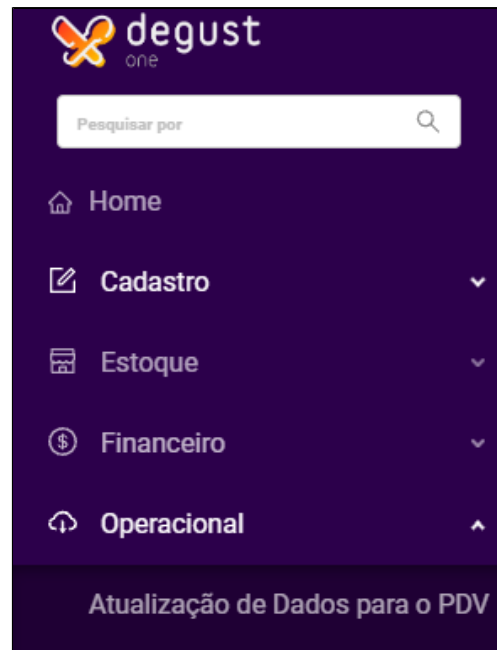 degust
one
Pesquisar por
Home
Cadastro
Estoque
Financeiro
Operacional
Atualização de Dados para o PDV